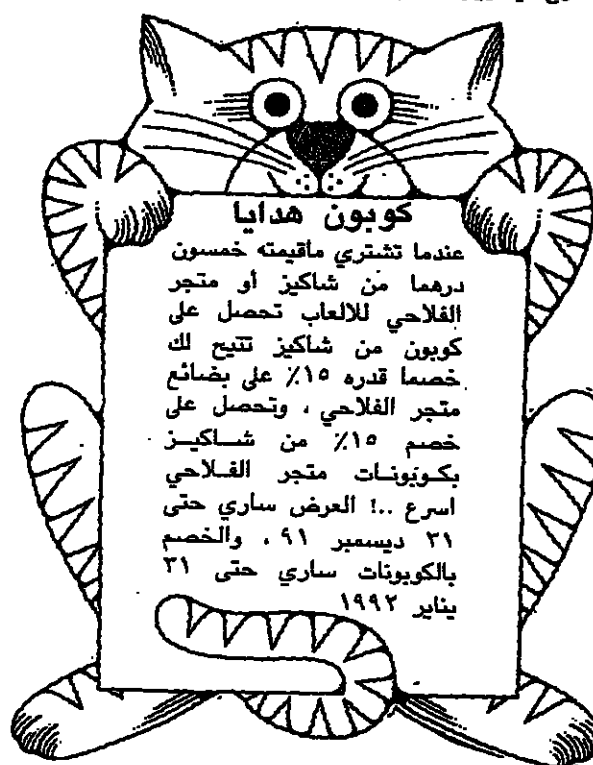 كوبون هدايا
عندما تشتري ماقيمته خمسون
درهما من شاكيز أو متجر
الفلاحي للالعاب تحصل على
كوبون من شاكيز تتيح لك
خصما قدره ١٥٪ على بضائع
متجر الفلاحي ، وتحصل على
خصم ١٥٪ من شاكيز
بكوبونات متجر الفلاحي
اسرع ..! العرض ساري حتى
٣١ ديسمبر ٩١ ، والخصم
بالكوبونات ساري حتى ٣١
يناير ١٩٩٢